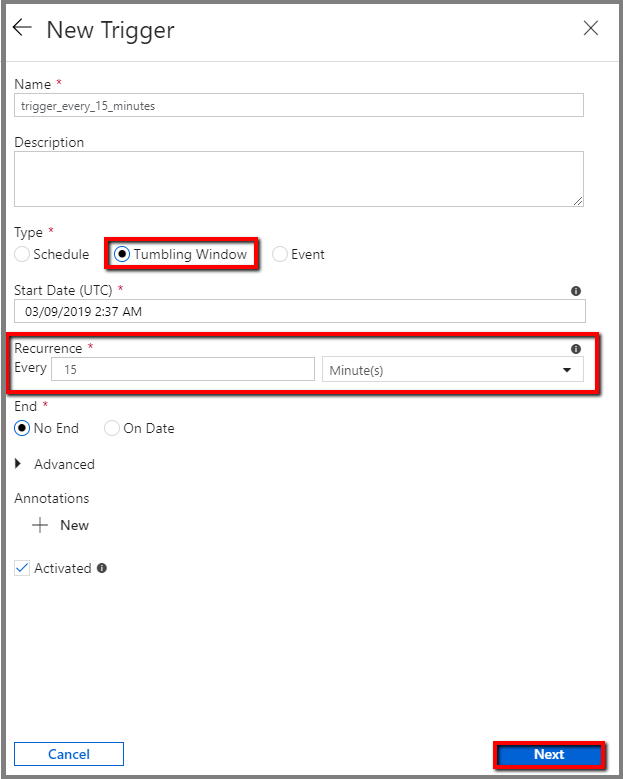 New Trigger
Name *
trigger_every_15_minutes
Description
Type *
Schedule Tumbling Window Event
Start Date (UTC) *
03/09/2019 2:37 AM
Recurrence *
Every 15 Minute(s)
End *
No End On Date
Advanced
Annotations
New
Activated
Cancel Next